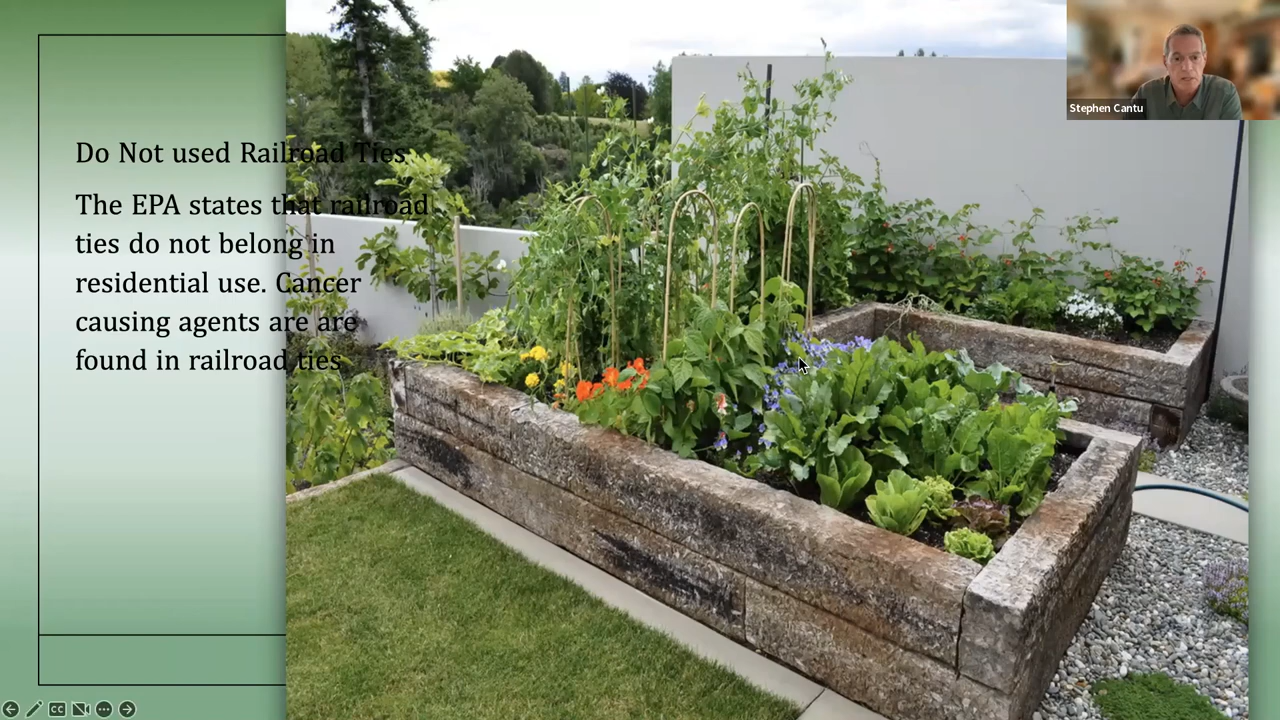 Do Not used Railroad Ties
The EPA states that railroad
ties do not belong in
residential use. Cancer
causing agents are are
found in railroad ties
Stephen Cantu
CC